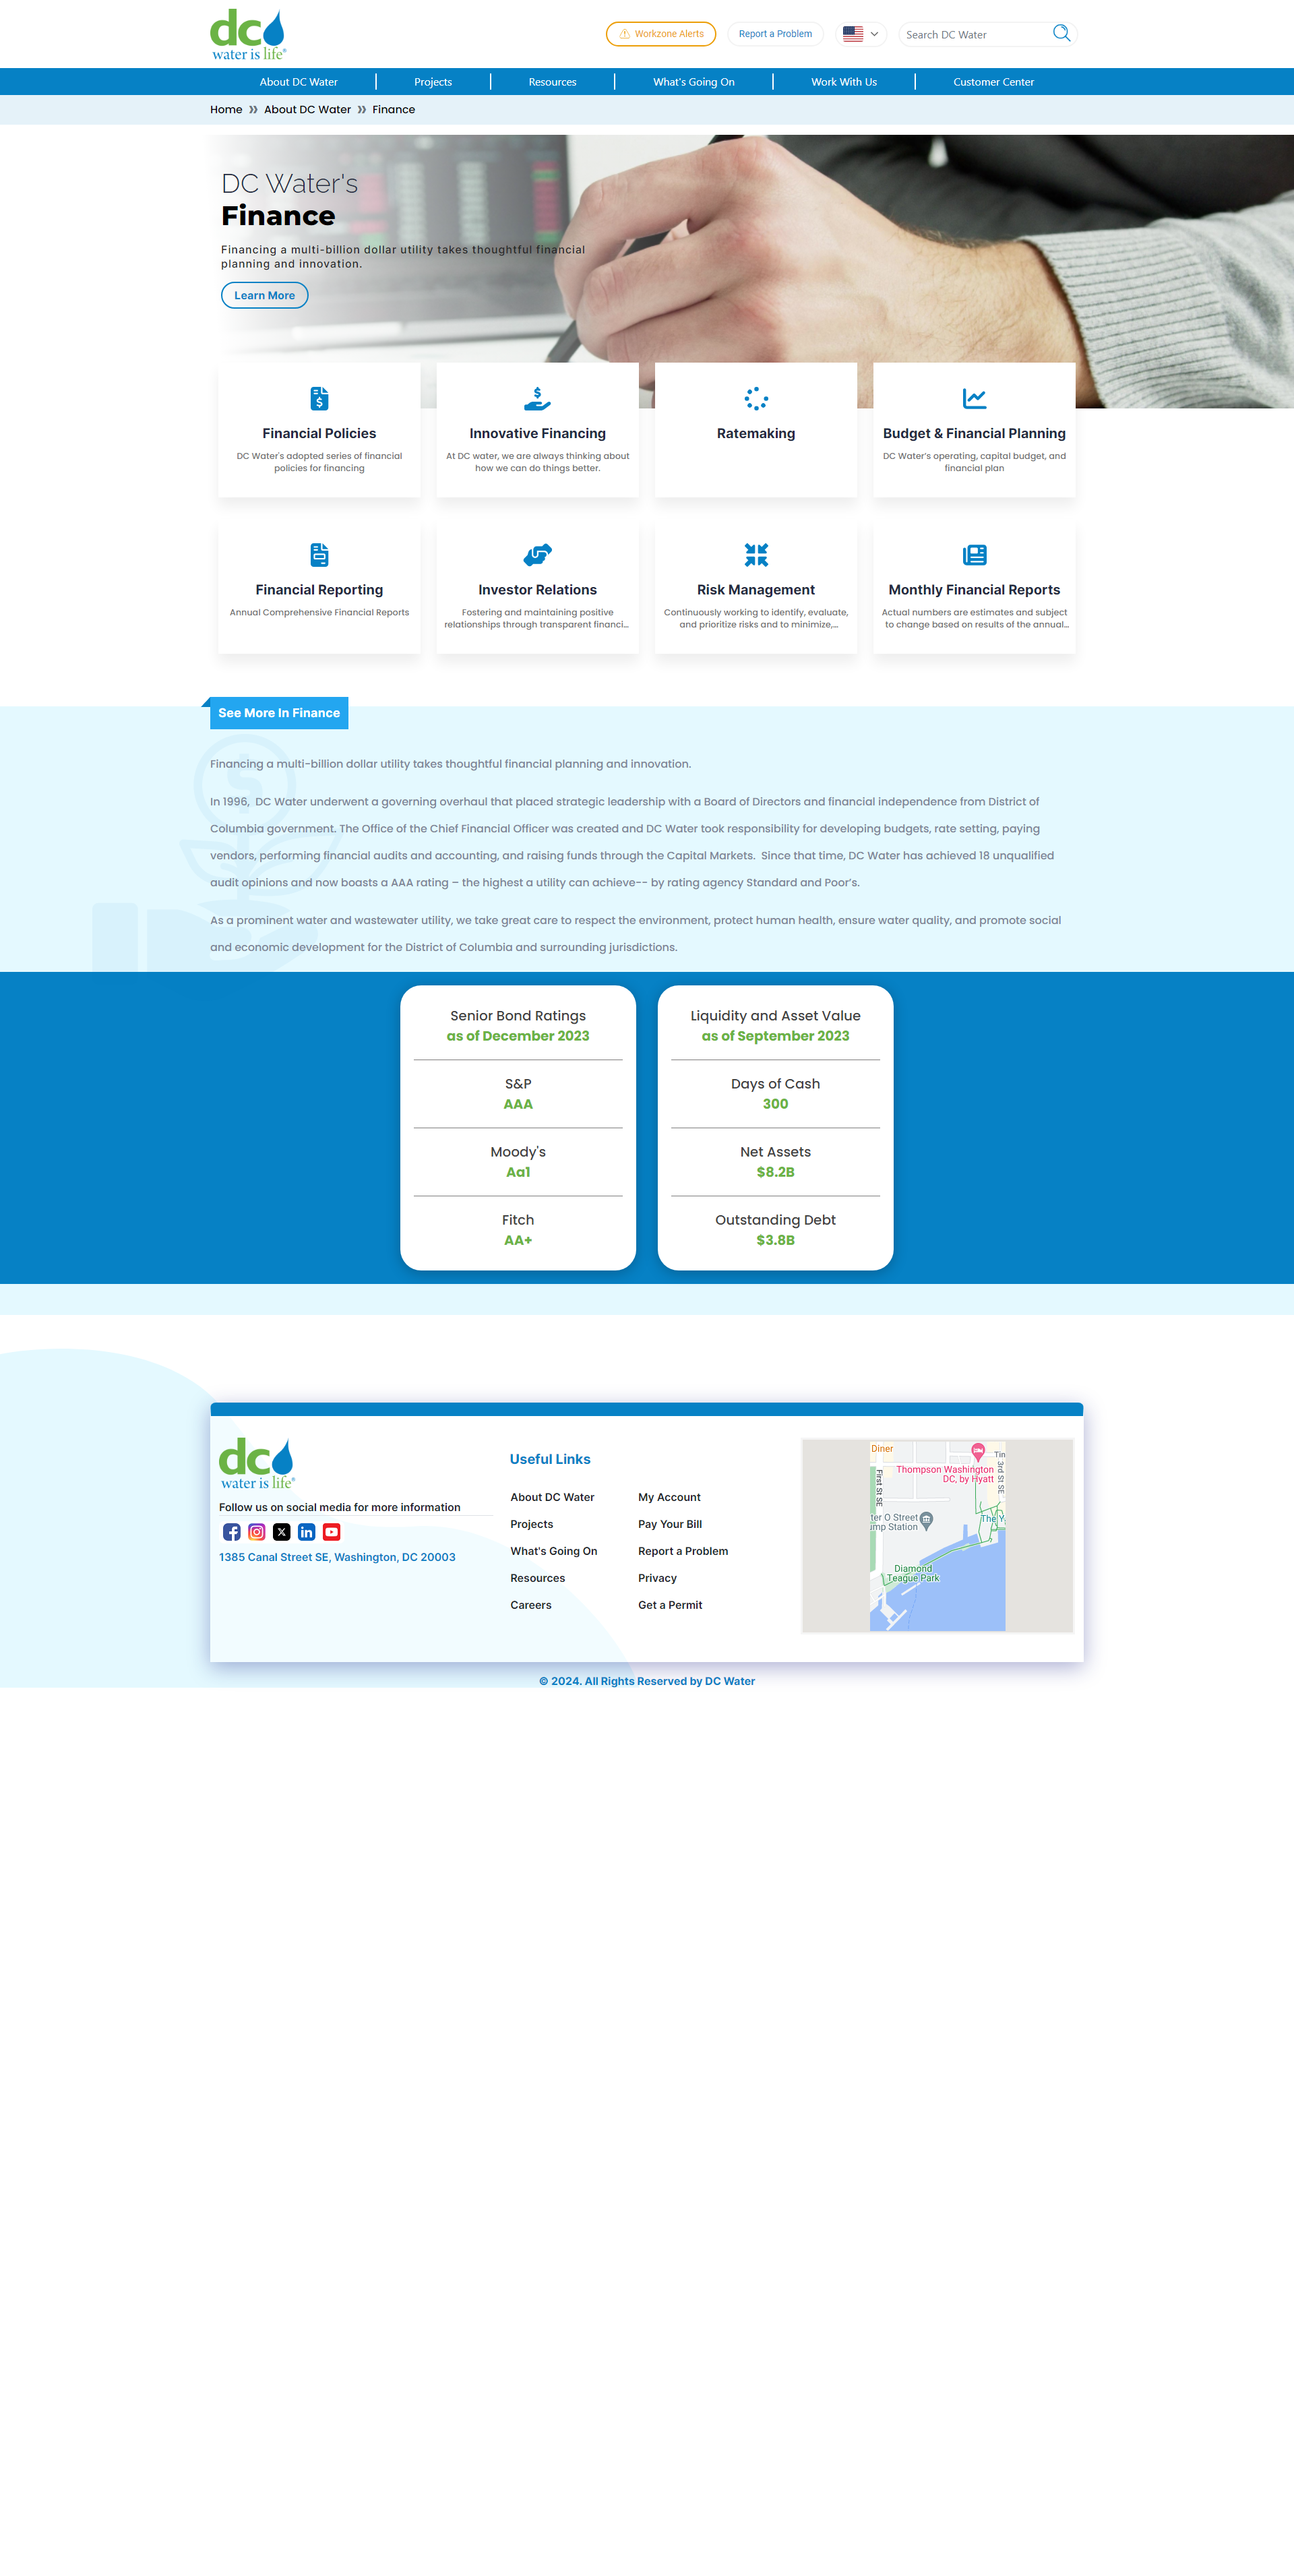 dc
water is life®
Workzone Alerts
Report a Problem
Search DC Water
About DC Water
Projects
Resources
What's Going On
Work With Us
Customer Center
Home » About DC Water » Finance
DC Water's
Finance
Financing a multi-billion dollar utility takes thoughtful financial
planning and innovation.
Learn More
Financial Policies
DC Water's adopted series of financial
policies for financing
Innovative Financing
At DC water, we are always thinking about
how we can do things better.
Ratemaking
Budget & Financial Planning
DC Water's operating, capital budget, and
financial plan
Financial Reporting
Annual Comprehensive Financial Reports
Investor Relations
Fostering and maintaining positive
relationships through transparent financi...
Risk Management
Continuously working to identify, evaluate,
and prioritize risks and to minimize,...
Monthly Financial Reports
Actual numbers are estimates and subject
to change based on results of the annual...
See More In Finance
Financing a multi-billion dollar utility takes thoughtful financial planning and innovation.
In 1996,  DC Water underwent a governing overhaul that placed strategic leadership with a Board of Directors and financial independence from District of
Columbia government. The Office of the Chief Financial Officer was created and DC Water took responsibility for developing budgets, rate setting, paying
vendors, performing financial audits and accounting, and raising funds through the Capital Markets.  Since that time, DC Water has achieved 18 unqualified
audit opinions and now boasts a AAA rating – the highest a utility can achieve-- by rating agency Standard and Poor's.
As a prominent water and wastewater utility, we take great care to respect the environment, protect human health, ensure water quality, and promote social
and economic development for the District of Columbia and surrounding jurisdictions.
Senior Bond Ratings
as of December 2023
S&P
AAA
Moody's
Aa1
Fitch
AA+
Liquidity and Asset Value
as of September 2023
Days of Cash
300
Net Assets
$8.2B
Outstanding Debt
$3.8B
dc
water is life®
Follow us on social media for more information
1385 Canal Street SE, Washington, DC 20003
Useful Links
About DC Water
Projects
What's Going On
Resources
Careers
My Account
Pay Your Bill
Report a Problem
Privacy
Get a Permit
Diner
Thompson Washington
DC, by Hyatt
Tin
First St SE
3rd St SE
ter O Street
ump Station
The Y
Diamond
Teague Park
© 2024. All Rights Reserved by DC Water